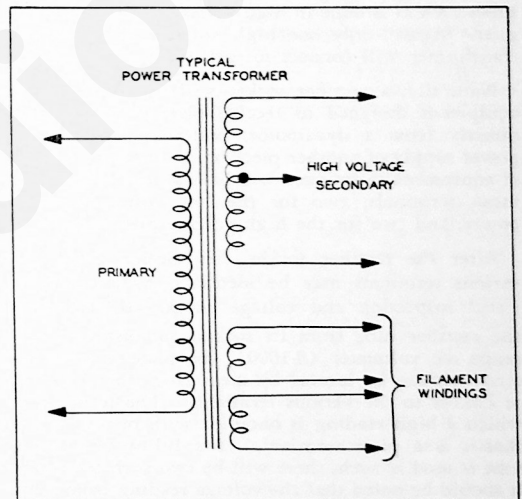 TYPICAL
POWER TRANSFORMER
HIGH VOLTAGE
SECONDARY
PRIMARY
FILAMENT
WINDINGS